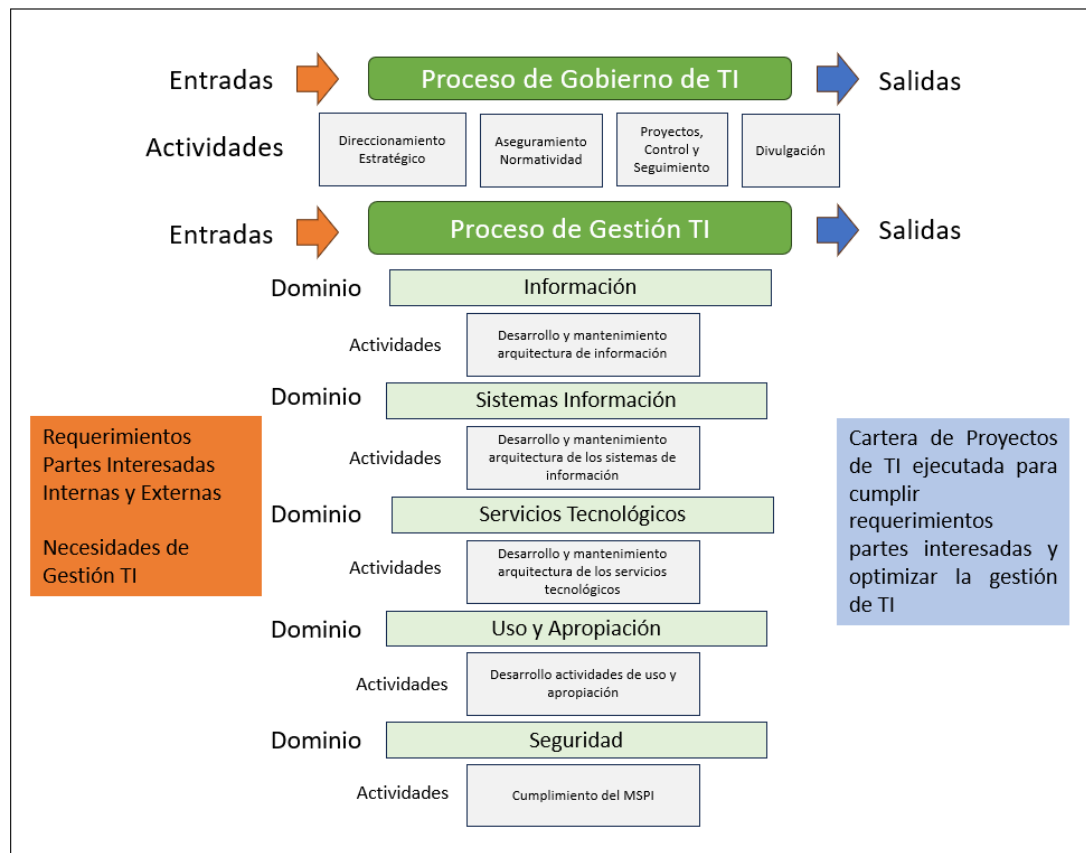 Entradas
Proceso de Gobierno de TI
Salidas
Actividades
Direccionamiento
Estratégico
Aseguramiento
Normatividad
Proyectos,
Control y
Seguimiento
Divulgación
Entradas
Proceso de Gestión TI
Salidas
Dominio
Información
Actividades
Desarrollo y mantenimiento
arquitectura de información
Dominio
Sistemas Información
Actividades
Desarrollo y mantenimiento
arquitectura de los sistemas de
información
Dominio
Servicios Tecnológicos
Actividades
Desarrollo y mantenimiento
arquitectura de los servicios
tecnológicos
Dominio
Uso y Apropiación
Actividades
Desarrollo actividades de uso y
apropiación
Dominio
Seguridad
Actividades
Cumplimiento del MSPI
Requerimientos
Partes Interesadas
Internas y Externas
Necesidades de
Gestión TI
Cartera de Proyectos
de TI ejecutada para
cumplir
requerimientos
partes interesadas y
optimizar la gestión
de TI